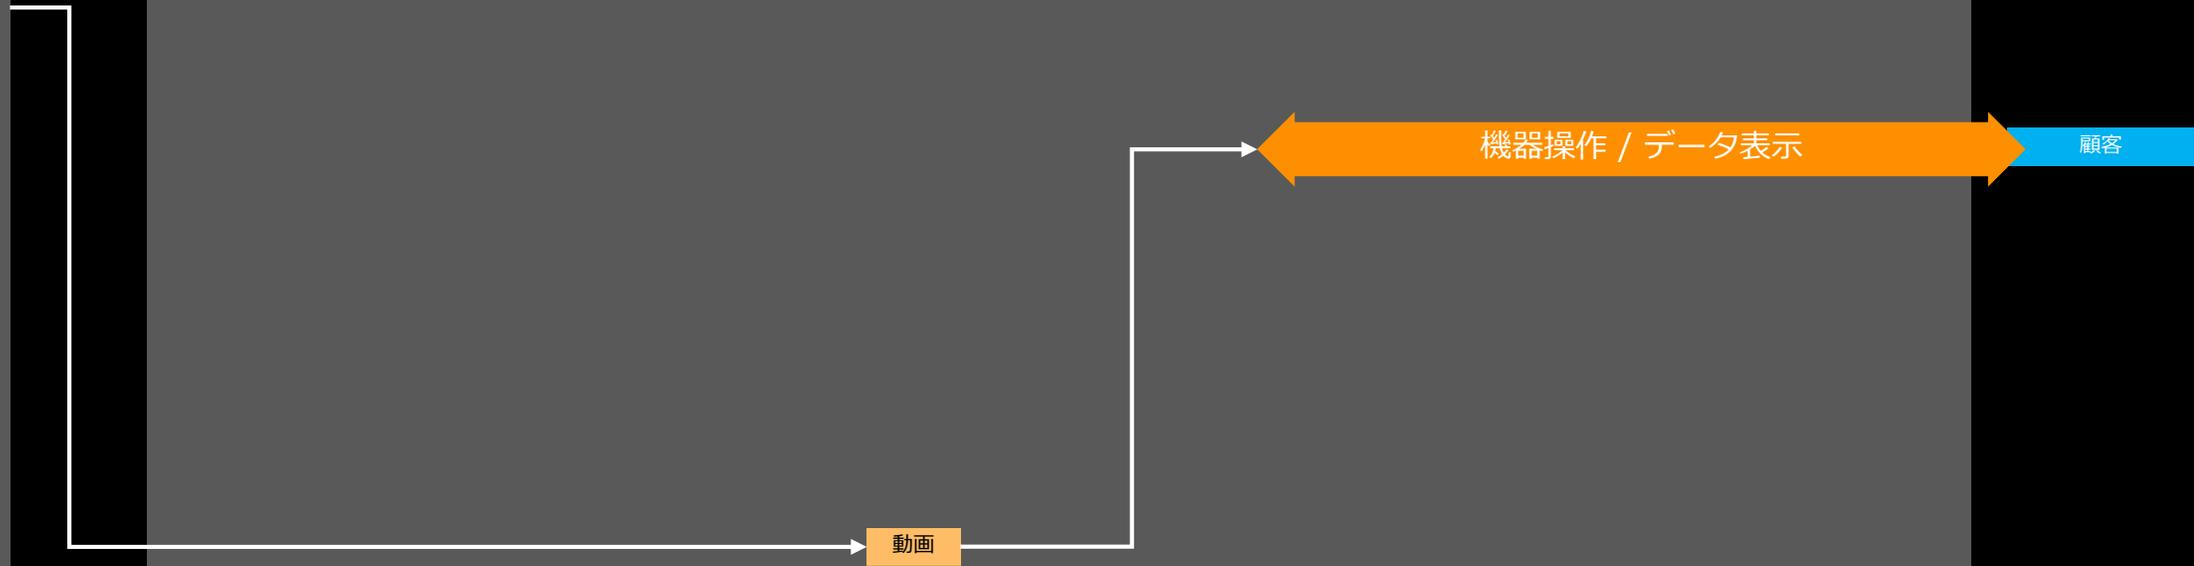 機器操作 / データ表示
顧客
動画